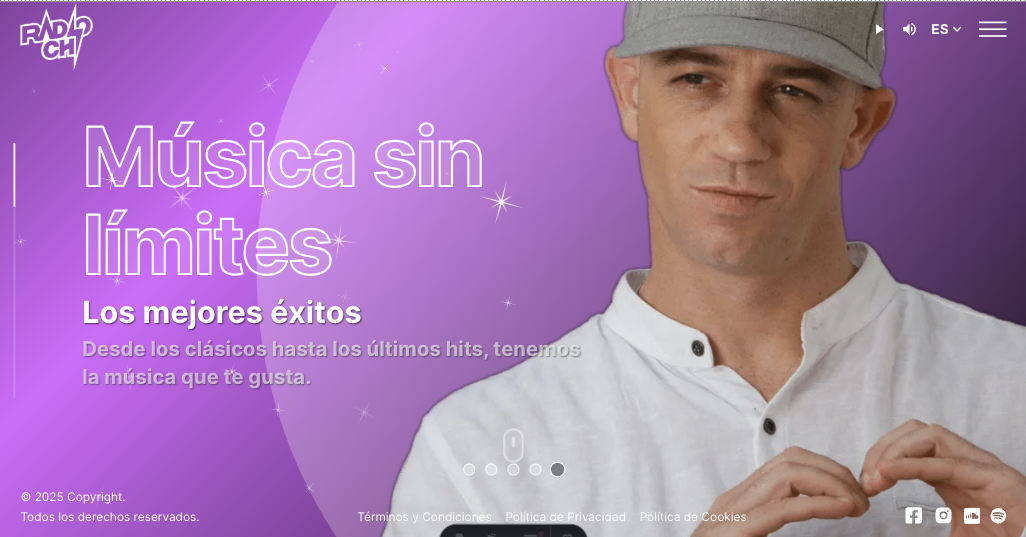 RADIO
CHI
ES
Música sin
límites
Los mejores éxitos
Desde los clásicos hasta los últimos hits, tenemos
la música que te gusta.
© 2025 Copyright.
Todos los derechos reservados.
Términos y Condiciones Política de Privacidad Política de Cookies